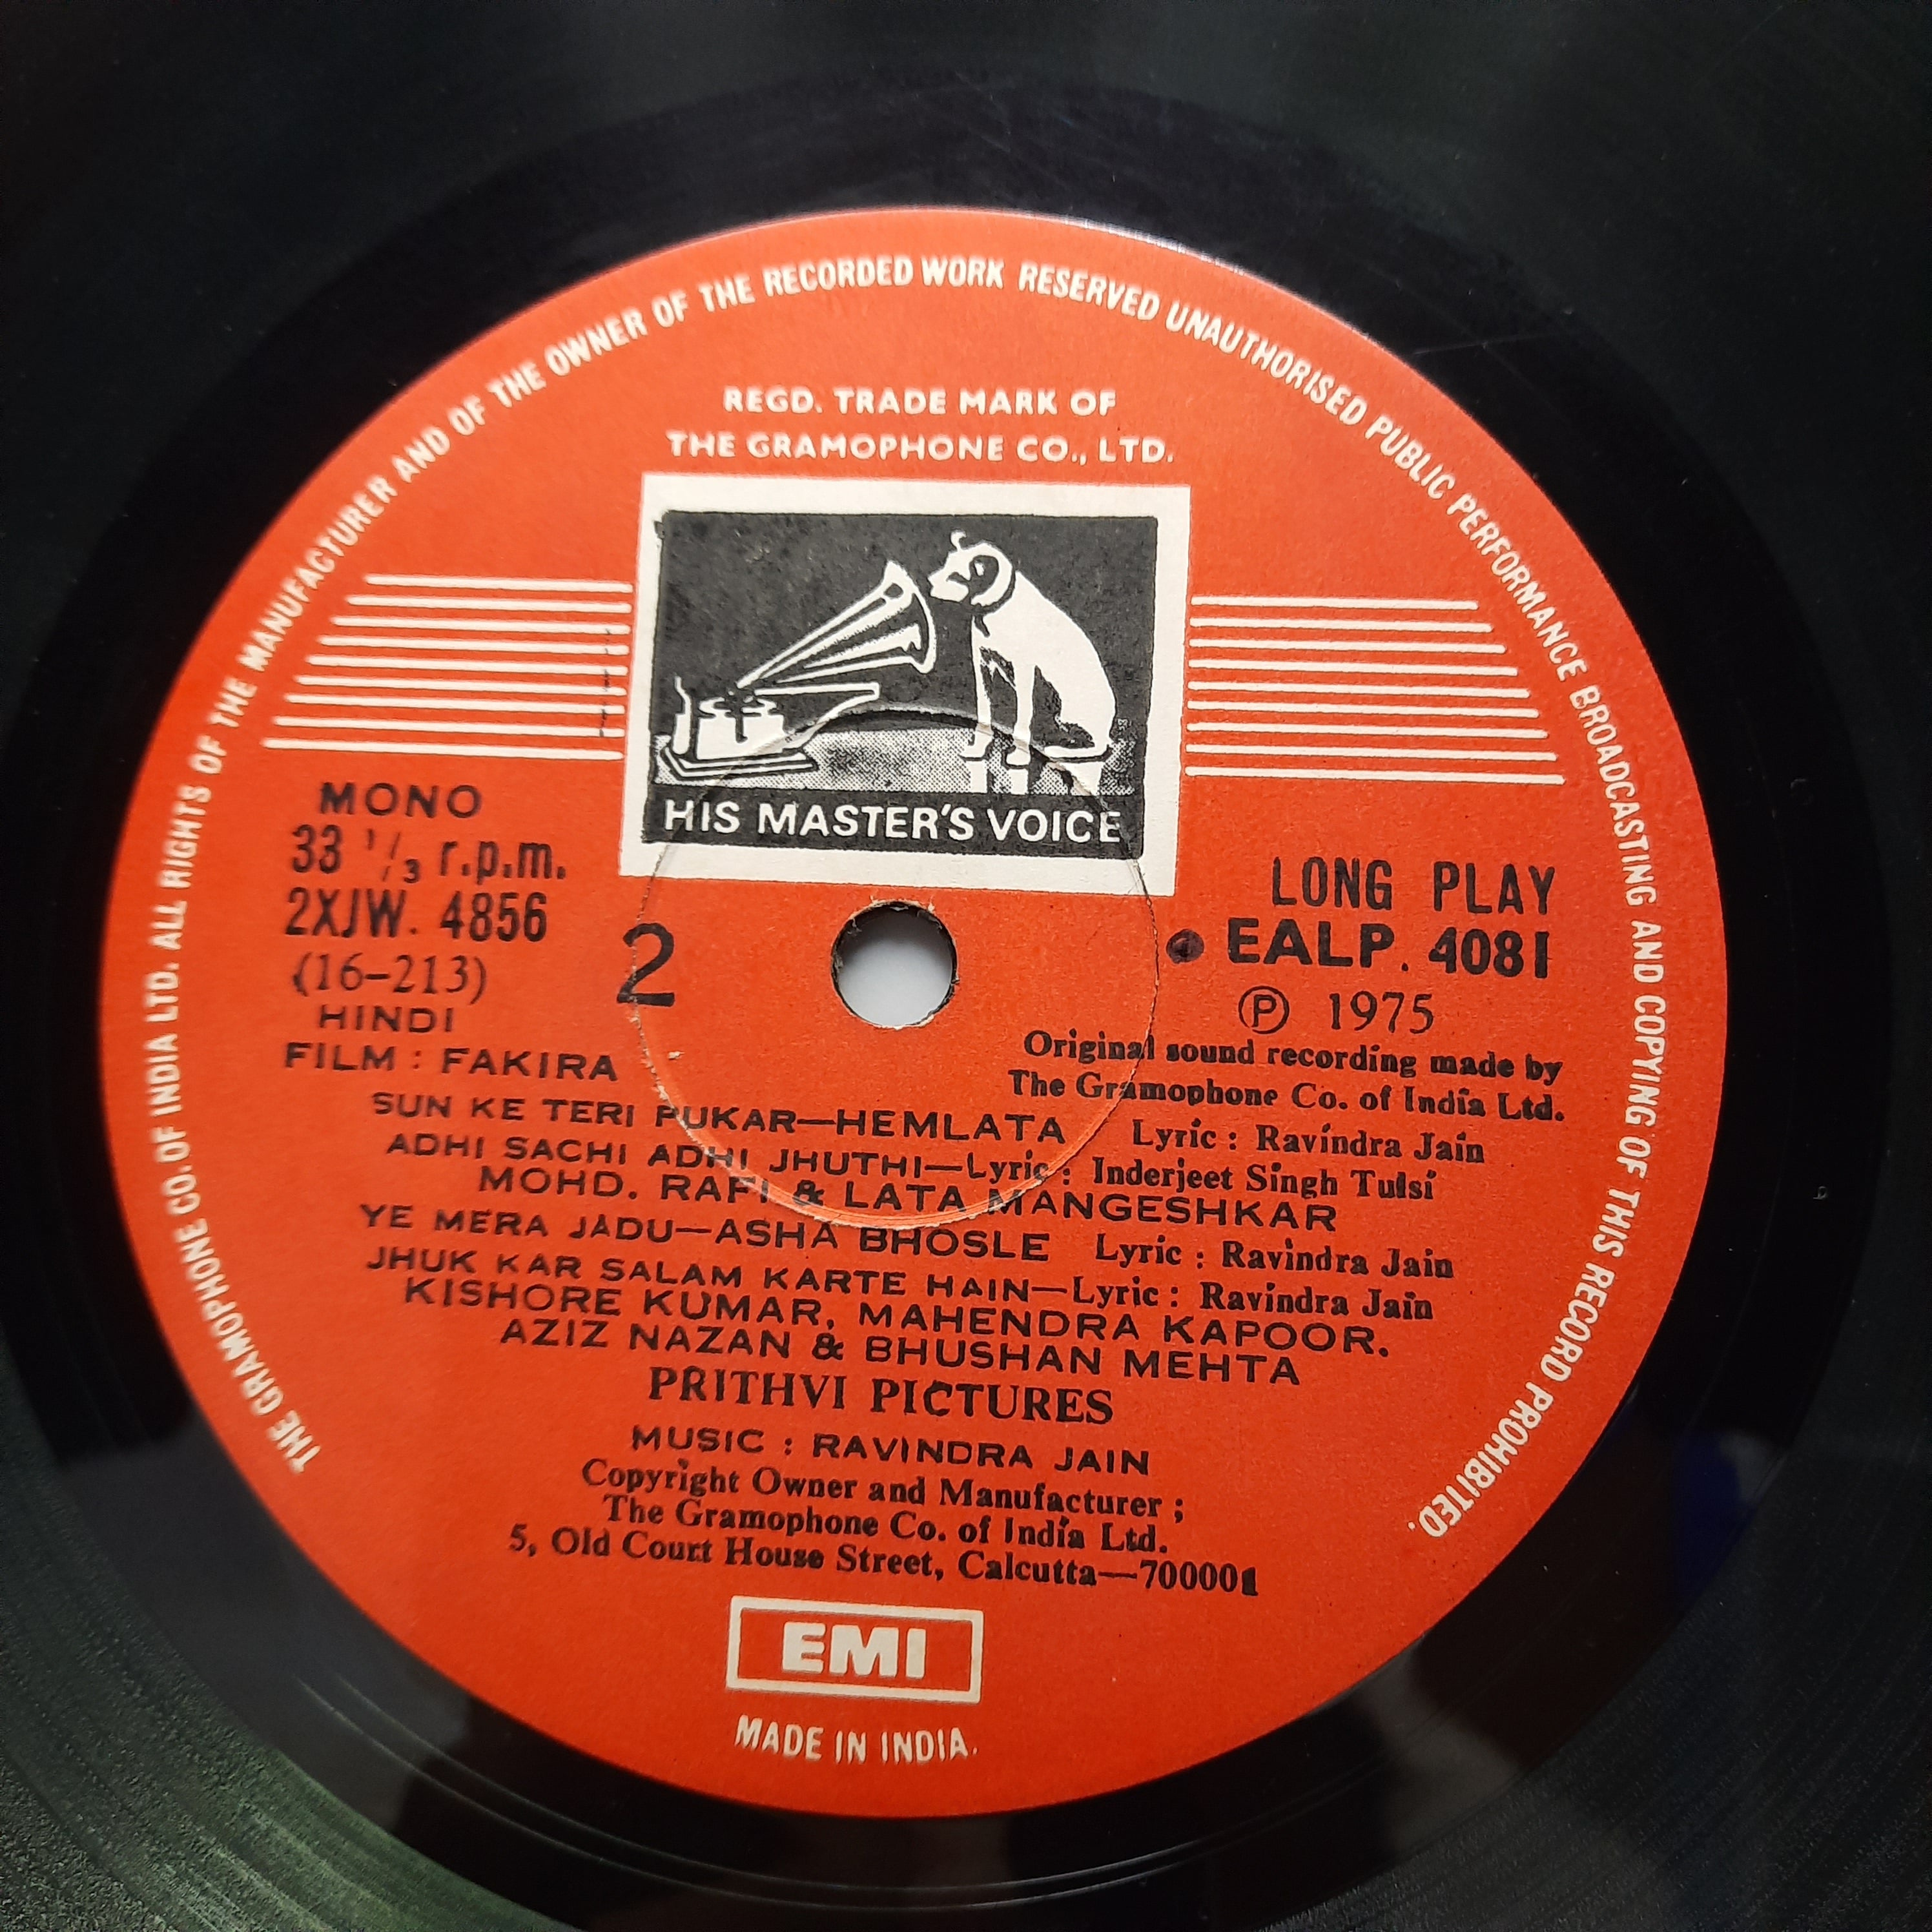 THE GRAMOPHONE CO. OF INDIA LTD. ALL RIGHTS OF THE MANUFACTURER AND OF THE OWNER OF THE RECORDED WORK RESERVED UNAUTHORISED PUBLIC PERFORMANCE BROADCASTING AND COPYING OF THIS RECORD PROHIBITED.
REGD. TRADE MARK OF
THE GRAMOPHONE CO., LTD.
HIS MASTER'S VOICE
MONO
33 1/3 r.p.m.
2XJW. 4856
(16-213)
HINDI
2
LONG PLAY
EALP. 4081
Ⓟ 1975
Original sound recording made by
The Gramophone Co. of India Ltd.
FILM : FAKIRA
SUN KE TERI PUKAR—HEMLATA Lyric : Ravindra Jain
ADHI SACHI ADHI JHUTHI—Lyric : Inderjeet Singh Tulsi
MOHD. RAFI & LATA MANGESHKAR
YE MERA JADU—ASHA BHOSLE Lyric : Ravindra Jain
JHUK KAR SALAM KARTE HAIN—Lyric : Ravindra Jain
KISHORE KUMAR, MAHENDRA KAPOOR.
AZIZ NAZAN & BHUSHAN MEHTA
PRITHVI PICTURES
MUSIC : RAVINDRA JAIN
Copyright Owner and Manufacturer ;
The Gramophone Co. of India Ltd.
5, Old Court House Street, Calcutta—700001
EMI
MADE IN INDIA.